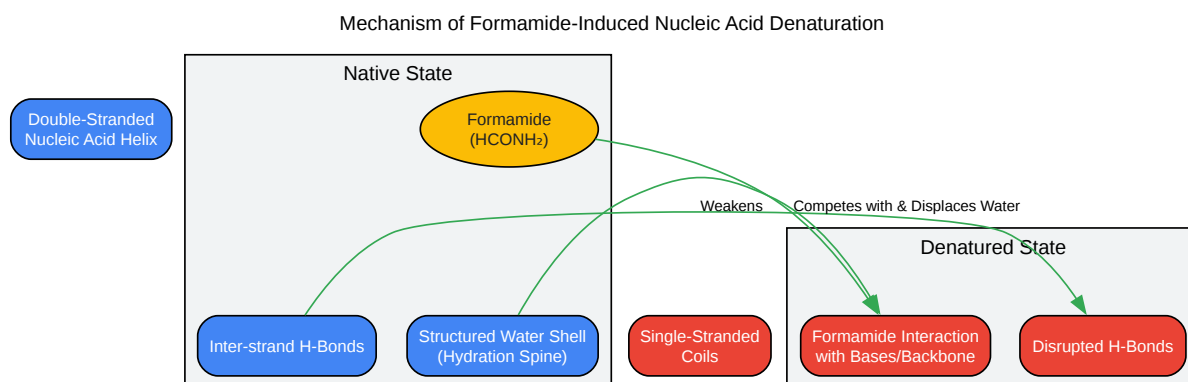 Mechanism of Formamide-Induced Nucleic Acid Denaturation
Native State
Double-Stranded
Nucleic Acid Helix
Formamide
(HCONH₂)
Weakens
Competes with & Displaces Water
Denatured State
Inter-strand H-Bonds
Structured Water Shell
(Hydration Spine)
Single-Stranded
Coils
Formamide Interaction
with Bases/Backbone
Disrupted H-Bonds